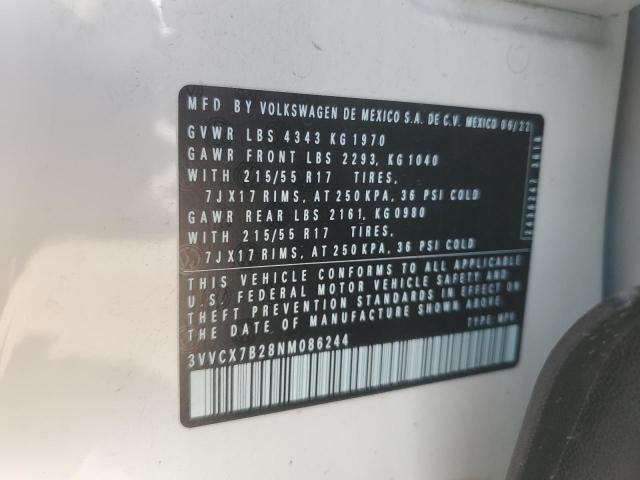 MFD BY VOLKSWAGEN DE MEXICO S.A. DE C.V. MEXICO 06/22
GVWR LBS 4343 KG 1970
GAWR FRONT LBS 2293, KG 1040
WITH 215/55 R17 TIRES,
7JX17 RIMS, AT 250 KPA, 36 PSI COLD
GAWR REAR LBS 2161, KG 0980
WITH 215/55 R17 TIRES,
7JX17 RIMS, AT 250 KPA, 36 PSI COLD
THIS VEHICLE CONFORMS TO ALL APPLICABLE
U.S. FEDERAL MOTOR VEHICLE SAFETY AND
THEFT PREVENTION STANDARDS IN EFFECT ON
THE DATE OF MANUFACTURE SHOWN ABOVE.
TYPE: MPV
3VVCX7B28NM086244